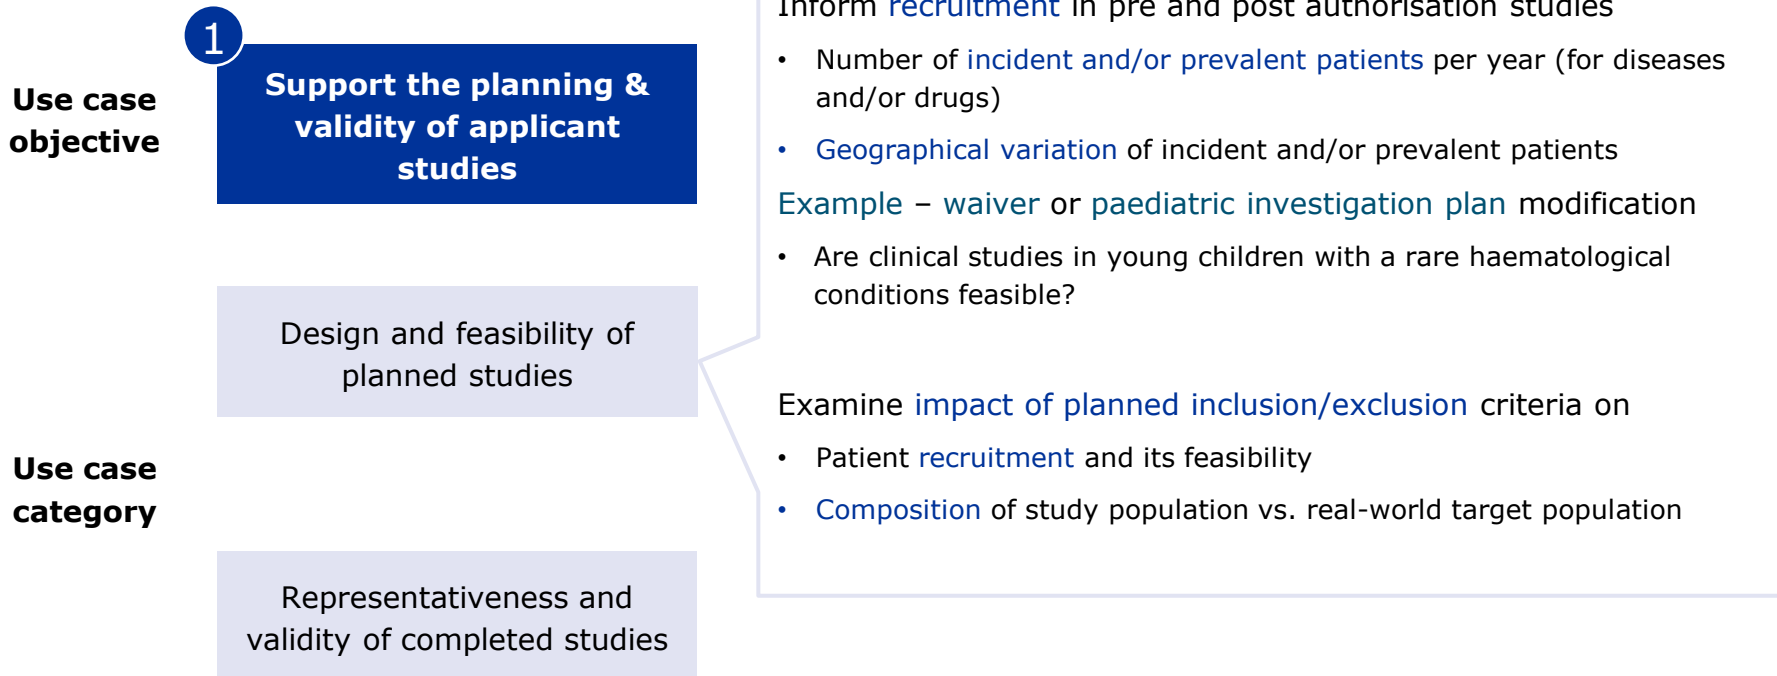 1
Use case
objective
Support the planning &
validity of applicant
studies
Design and feasibility of
planned studies
Use case
category
Representativeness and
validity of completed studies
Inform recruitment in pre and post authorisation studies
• Number of incident and/or prevalent patients per year (for diseases
and/or drugs)
• Geographical variation of incident and/or prevalent patients
Example – waiver or paediatric investigation plan modification
• Are clinical studies in young children with a rare haematological
conditions feasible?
Examine impact of planned inclusion/exclusion criteria on
• Patient recruitment and its feasibility
• Composition of study population vs. real-world target population